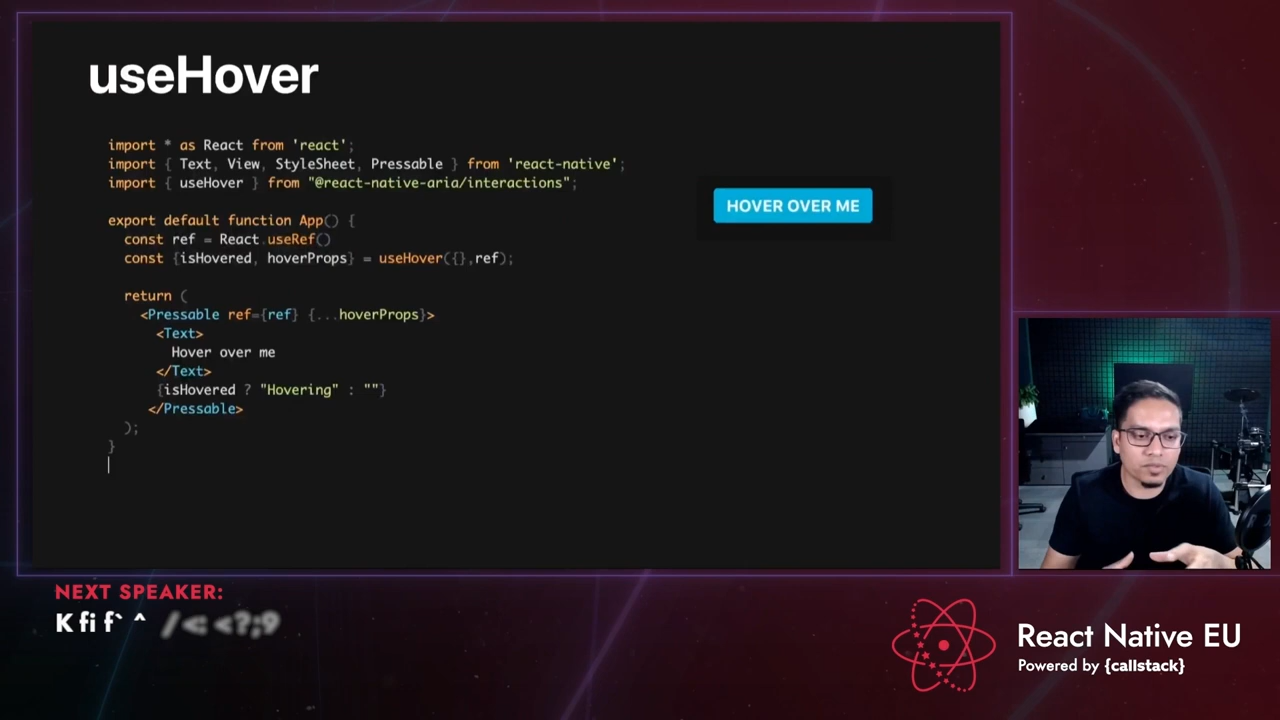 useHover
import * as React from 'react';
import { Text, View, StyleSheet, Pressable } from 'react-native';
import { useHover } from "@react-native-aria/interactions";
export default function App() {
const ref = React.useRef()
const {isHovered, hoverProps} = useHover({},ref);
return (
<Pressable ref={ref} {...hoverProps}>
<Text>
Hover over me
</Text>
{isHovered ? "Hovering" : ""}
</Pressable>
);
}
HOVER OVER ME
NEXT SPEAKER:
React Native EU
Powered by {callstack}